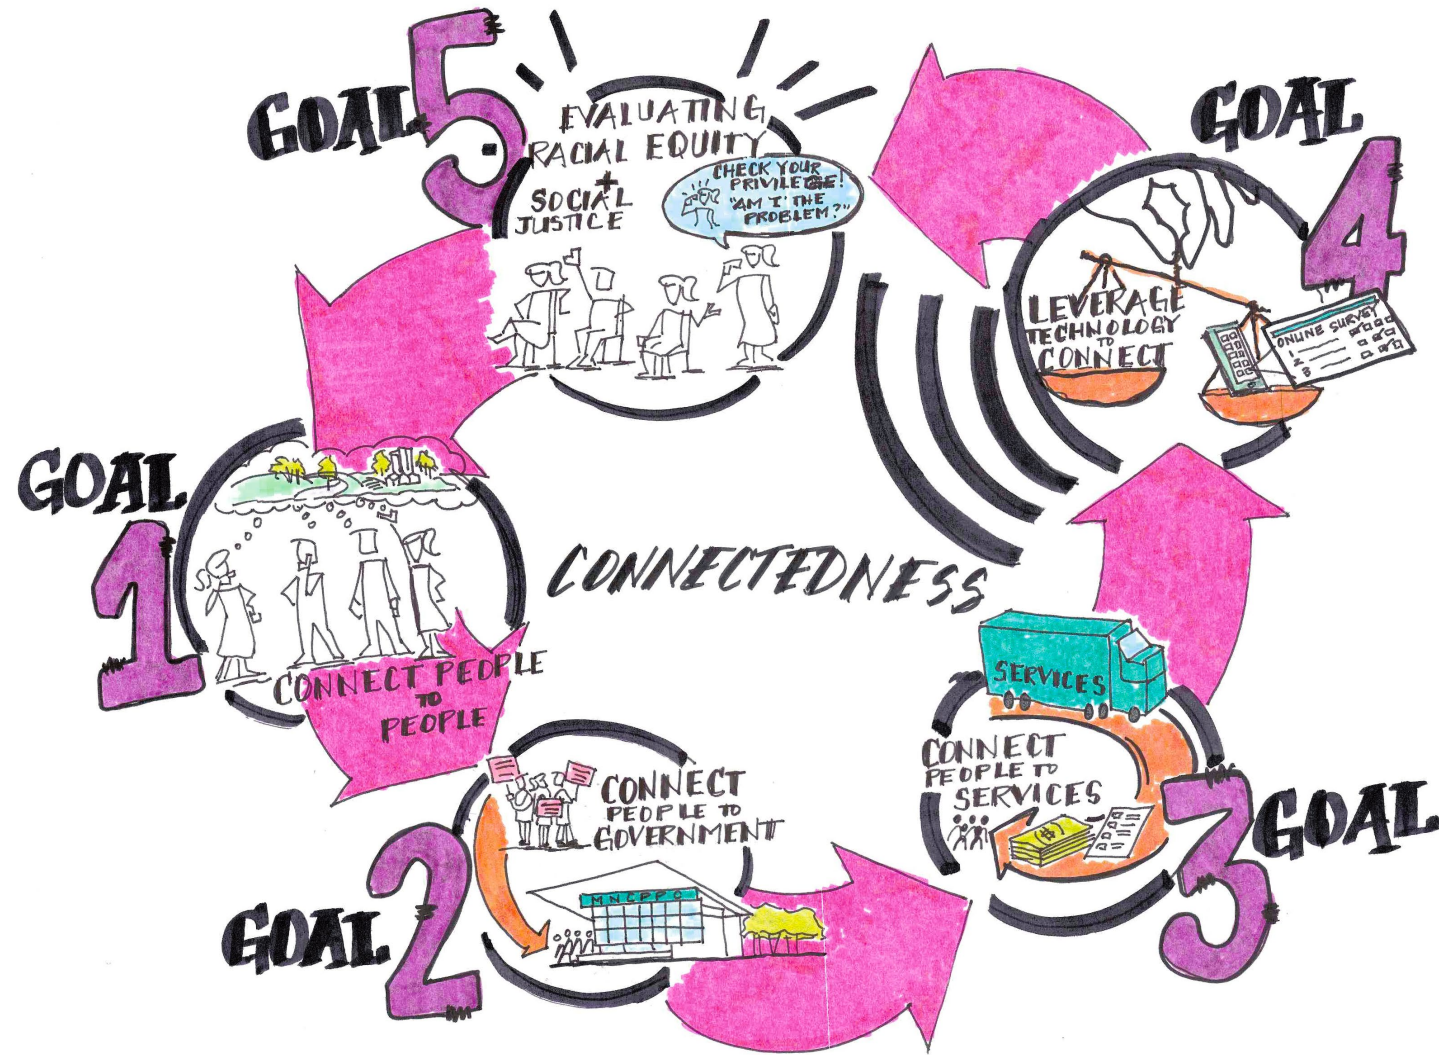 GOAL 5.
EVALUATING
RACIAL EQUITY
+
SOCIAL
JUSTICE
CHECK YOUR
PRIVILEGE!
"AM I THE
PROBLEM?"
GOAL 4
LEVERAGE
TECHNOLOGY
TO
CONNECT
ONLINE SURVEY
GOAL 1
CONNECT PEOPLE
TO
PEOPLE
CONNECTEDNESS
GOAL 2
CONNECT
PEOPLE TO
GOVERNMENT
MNCPPC
SERVICES
CONNECT
PEOPLE TO
SERVICES
3 GOAL